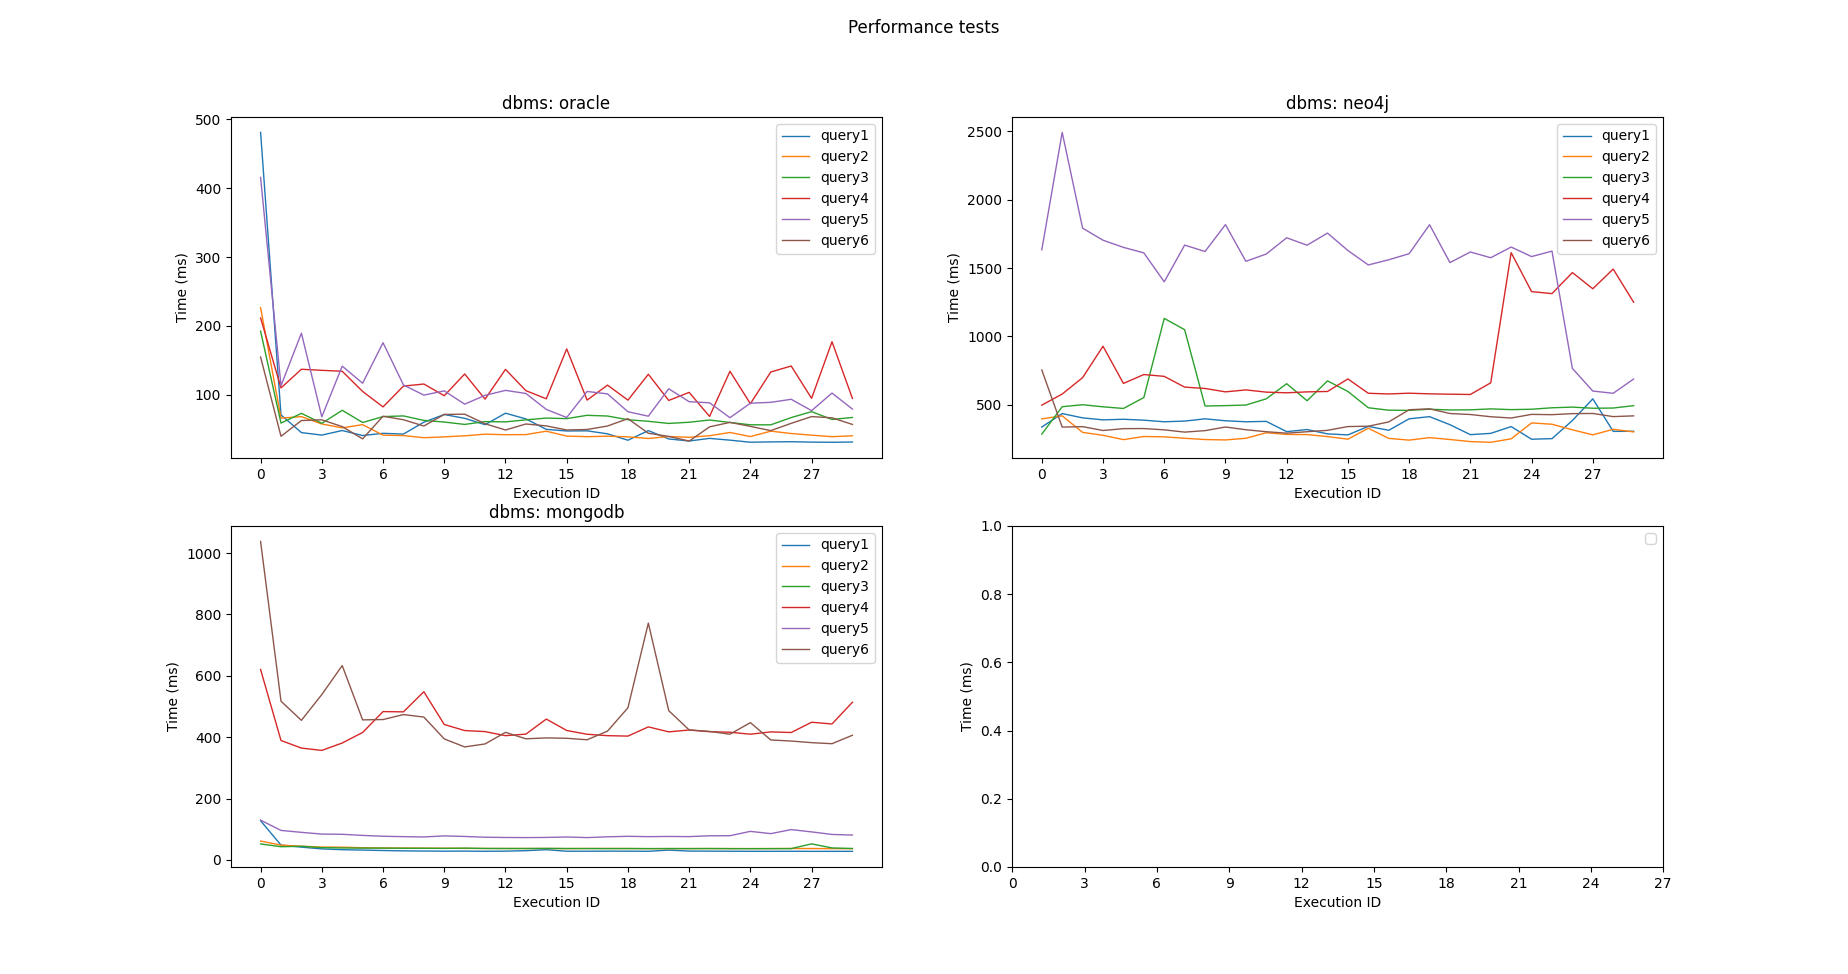 Performance tests
dbms: oracle
500
400
300
200
100
Time (ms)
query1
query2
query3
query4
query5
query6
0 3 6 9 12 15 18 21 24 27
Execution ID
dbms: neo4j
2500
2000
1500
1000
500
Time (ms)
query1
query2
query3
query4
query5
query6
0 3 6 9 12 15 18 21 24 27
Execution ID
dbms: mongodb
1000
800
600
400
200
0
Time (ms)
query1
query2
query3
query4
query5
query6
0 3 6 9 12 15 18 21 24 27
Execution ID
1.0
0.8
0.6
0.4
0.2
0.0
Time (ms)
0 3 6 9 12 15 18 21 24 27
Execution ID